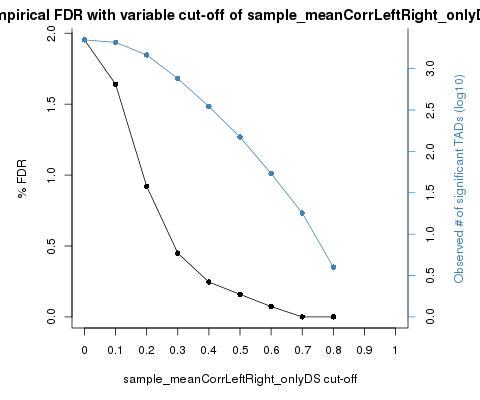 mpirical FDR with variable cut-off of sample_meanCorrLeftRight_onlyD
% FDR
2.0
1.5
1.0
0.5
0.0
0 0.1 0.2 0.3 0.4 0.5 0.6 0.7 0.8 0.9 1
sample_meanCorrLeftRight_onlyDS cut-off
3.0
2.5
2.0
1.5
1.0
0.5
0.0
Observed # of significant TADs (log10)